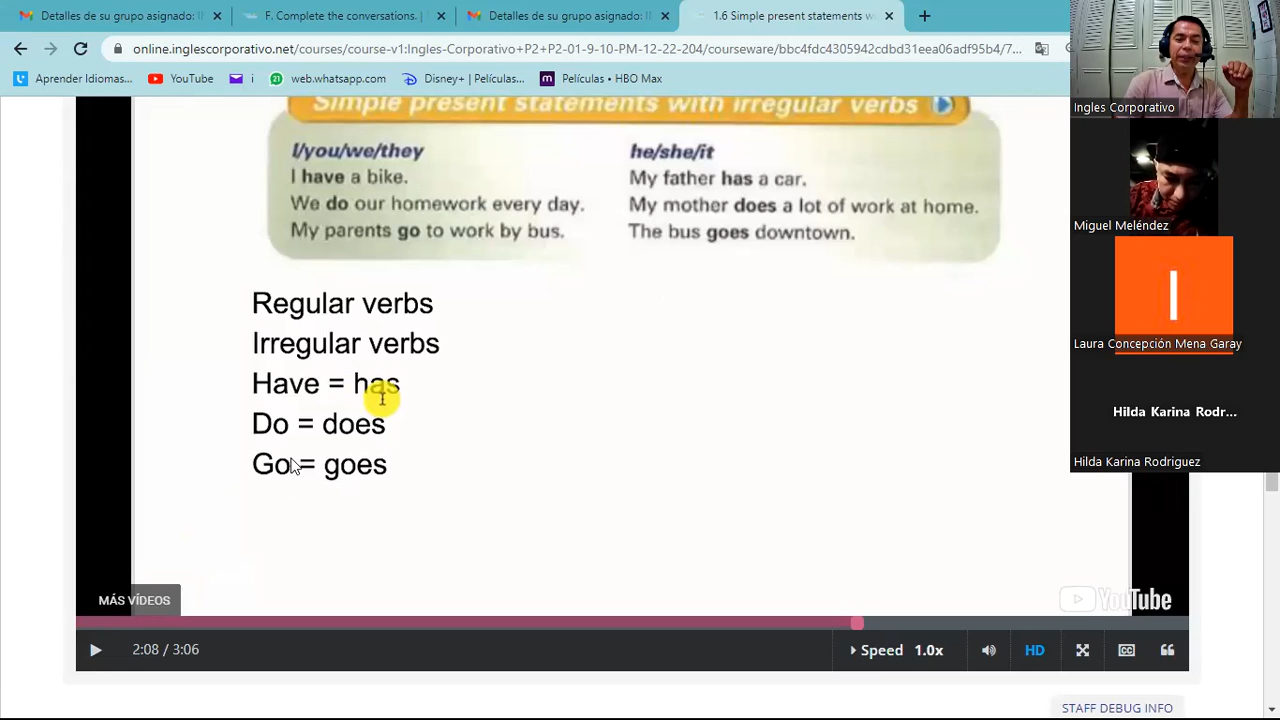 Detalles de su grupo asignado: I
F. Complete the conversations. |
Detalles de su grupo asignado: I
1.6 Simple present statements w
online.inglescorporativo.net/courses/course-v1:Ingles-Corporativo+P2+P2-01-9-10-PM-12-22-204/courseware/bbc4fdc4305942cdbd31eea06adf95b4/7...
Aprender Idiomas...
YouTube
i
web.whatsapp.com
Disney+ | Películas...
Películas • HBO Max
Simple present statements with irregular verbs
I/you/we/they
I have a bike.
We do our homework every day.
My parents go to work by bus.
he/she/it
My father has a car.
My mother does a lot of work at home.
The bus goes downtown.
Regular verbs
Irregular verbs
Have = has
Do = does
Go = goes
MÁS VÍDEOS
YouTube
2:08 / 3:06
Speed 1.0x
HD
CC
STAFF DEBUG INFO
Ingles Corporativo
Miguel Meléndez
I
Laura Concepción Mena Garay
Hilda Karina Rodr...
Hilda Karina Rodriguez